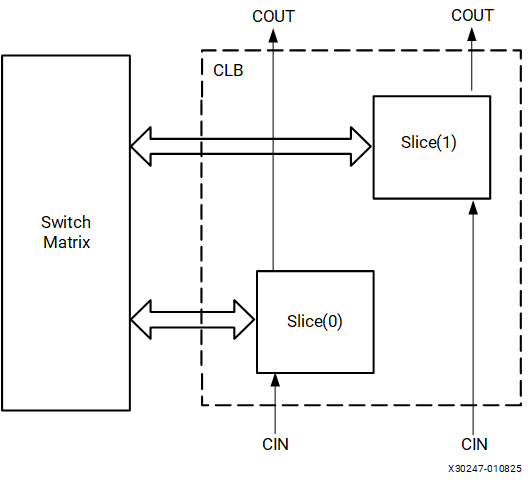 COUT
COUT
CLB
Slice(1)
Switch
Matrix
Slice(0)
CIN
CIN
X30247-010825